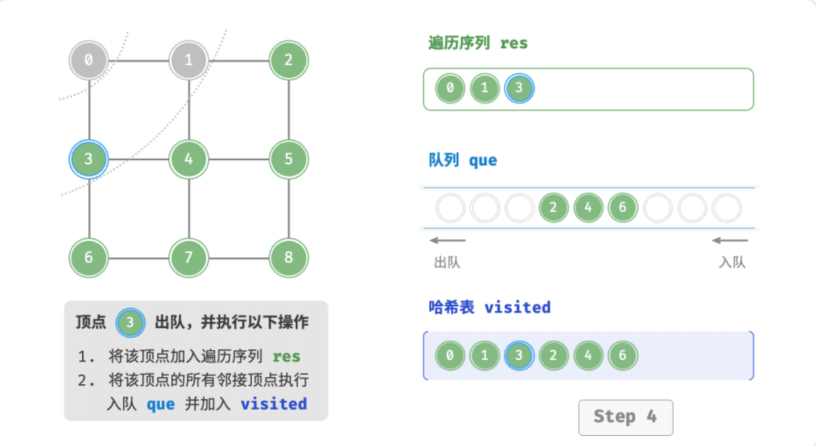 0 1 2
3 4 5
6 7 8
顶点 3 出队，并执行以下操作
1. 将该顶点加入遍历序列 res
2. 将该顶点的所有邻接顶点执行
入队 que 并加入 visited
遍历序列 res
0 1 3
队列 que
2 4 6
出队 入队
哈希表 visited
0 1 3 2 4 6
Step 4